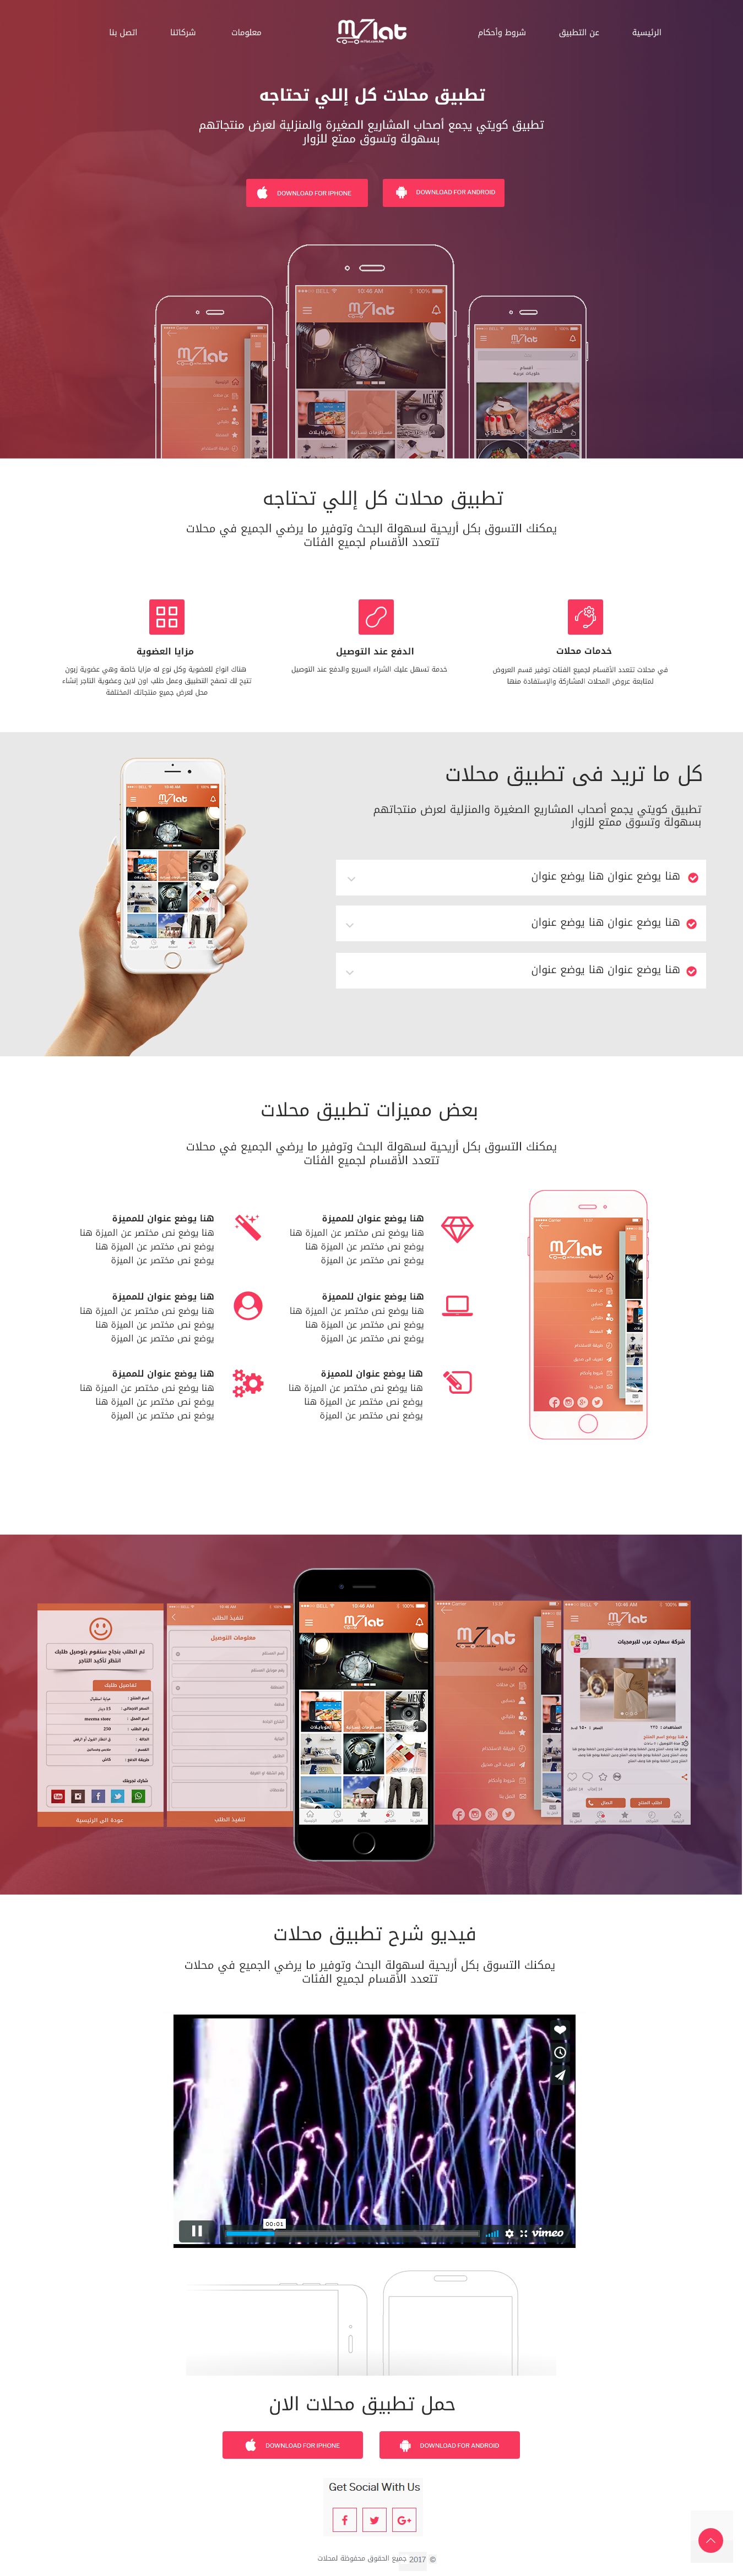 الرئيسية
عن التطبيق
شروط وأحكام
m7lat
معلومات
شركائنا
اتصل بنا
تطبيق محلات كل إللي تحتاجه
تطبيق كويتي يجمع أصحاب المشاريع الصغيرة والمنزلية لعرض منتجاتهم
بسهولة وتسوق ممتع للزوار
DOWNLOAD FOR IPHONE
DOWNLOAD FOR ANDROID
10:46 AM
100%
m7lat
تطبيق محلات كل إللي تحتاجه
يمكنك التسوق بكل أريحية لسهولة البحث وتوفير ما يرضي الجميع في محلات
تتعدد الأقسام لجميع الفئات
خدمات محلات
في محلات تتعدد الأقسام لجميع الفئات توفير قسم العروض
لمتابعة عروض المحلات المشاركة والإستفادة منها
الدفع عند التوصيل
خدمة تسهل عليك الشراء السريع والدفع عند التوصيل
مزايا العضوية
هناك انواع للعضوية وكل نوع له مزايا خاصة وهي عضوية زبون
تتيح لك تصفح التطبيق وعمل طلب اون لاين وعضوية التاجر إنشاء
محل لعرض جميع منتجاتك المختلفة
كل ما تريد فى تطبيق محلات
تطبيق كويتي يجمع أصحاب المشاريع الصغيرة والمنزلية لعرض منتجاتهم
بسهولة وتسوق ممتع للزوار
هنا يوضع عنوان هنا يوضع عنوان
هنا يوضع عنوان هنا يوضع عنوان
هنا يوضع عنوان هنا يوضع عنوان
m7lat
بعض مميزات تطبيق محلات
يمكنك التسوق بكل أريحية لسهولة البحث وتوفير ما يرضي الجميع في محلات
تتعدد الأقسام لجميع الفئات
m7lat
هنا يوضع عنوان للمميزة
هنا يوضع نص مختصر عن الميزة هنا
يوضع نص مختصر عن الميزة هنا
يوضع نص مختصر عن الميزة
هنا يوضع عنوان للمميزة
هنا يوضع نص مختصر عن الميزة هنا
يوضع نص مختصر عن الميزة هنا
يوضع نص مختصر عن الميزة
هنا يوضع عنوان للمميزة
هنا يوضع نص مختصر عن الميزة هنا
يوضع نص مختصر عن الميزة هنا
يوضع نص مختصر عن الميزة
هنا يوضع عنوان للمميزة
هنا يوضع نص مختصر عن الميزة هنا
يوضع نص مختصر عن الميزة هنا
يوضع نص مختصر عن الميزة
هنا يوضع عنوان للمميزة
هنا يوضع نص مختصر عن الميزة هنا
يوضع نص مختصر عن الميزة هنا
يوضع نص مختصر عن الميزة
هنا يوضع عنوان للمميزة
هنا يوضع نص مختصر عن الميزة هنا
يوضع نص مختصر عن الميزة هنا
يوضع نص مختصر عن الميزة
m7lat
شركة سمارت عرب للبرمجيات
اطلب المنتج
اتصال
تنفيذ الطلب
معلومات التوصيل
تنفيذ الطلب
تم الطلب بنجاح سنقوم بتوصيل طلبك
انتظر تأكيد التاجر
تفاصيل طلبك
شارك تجربتك
عودة الى الرئيسية
فيديو شرح تطبيق محلات
يمكنك التسوق بكل أريحية لسهولة البحث وتوفير ما يرضي الجميع في محلات
تتعدد الأقسام لجميع الفئات
00:01
vimeo
حمل تطبيق محلات الان
DOWNLOAD FOR IPHONE
DOWNLOAD FOR ANDROID
Get Social With Us
© 2017 جميع الحقوق محفوظة لمحلات